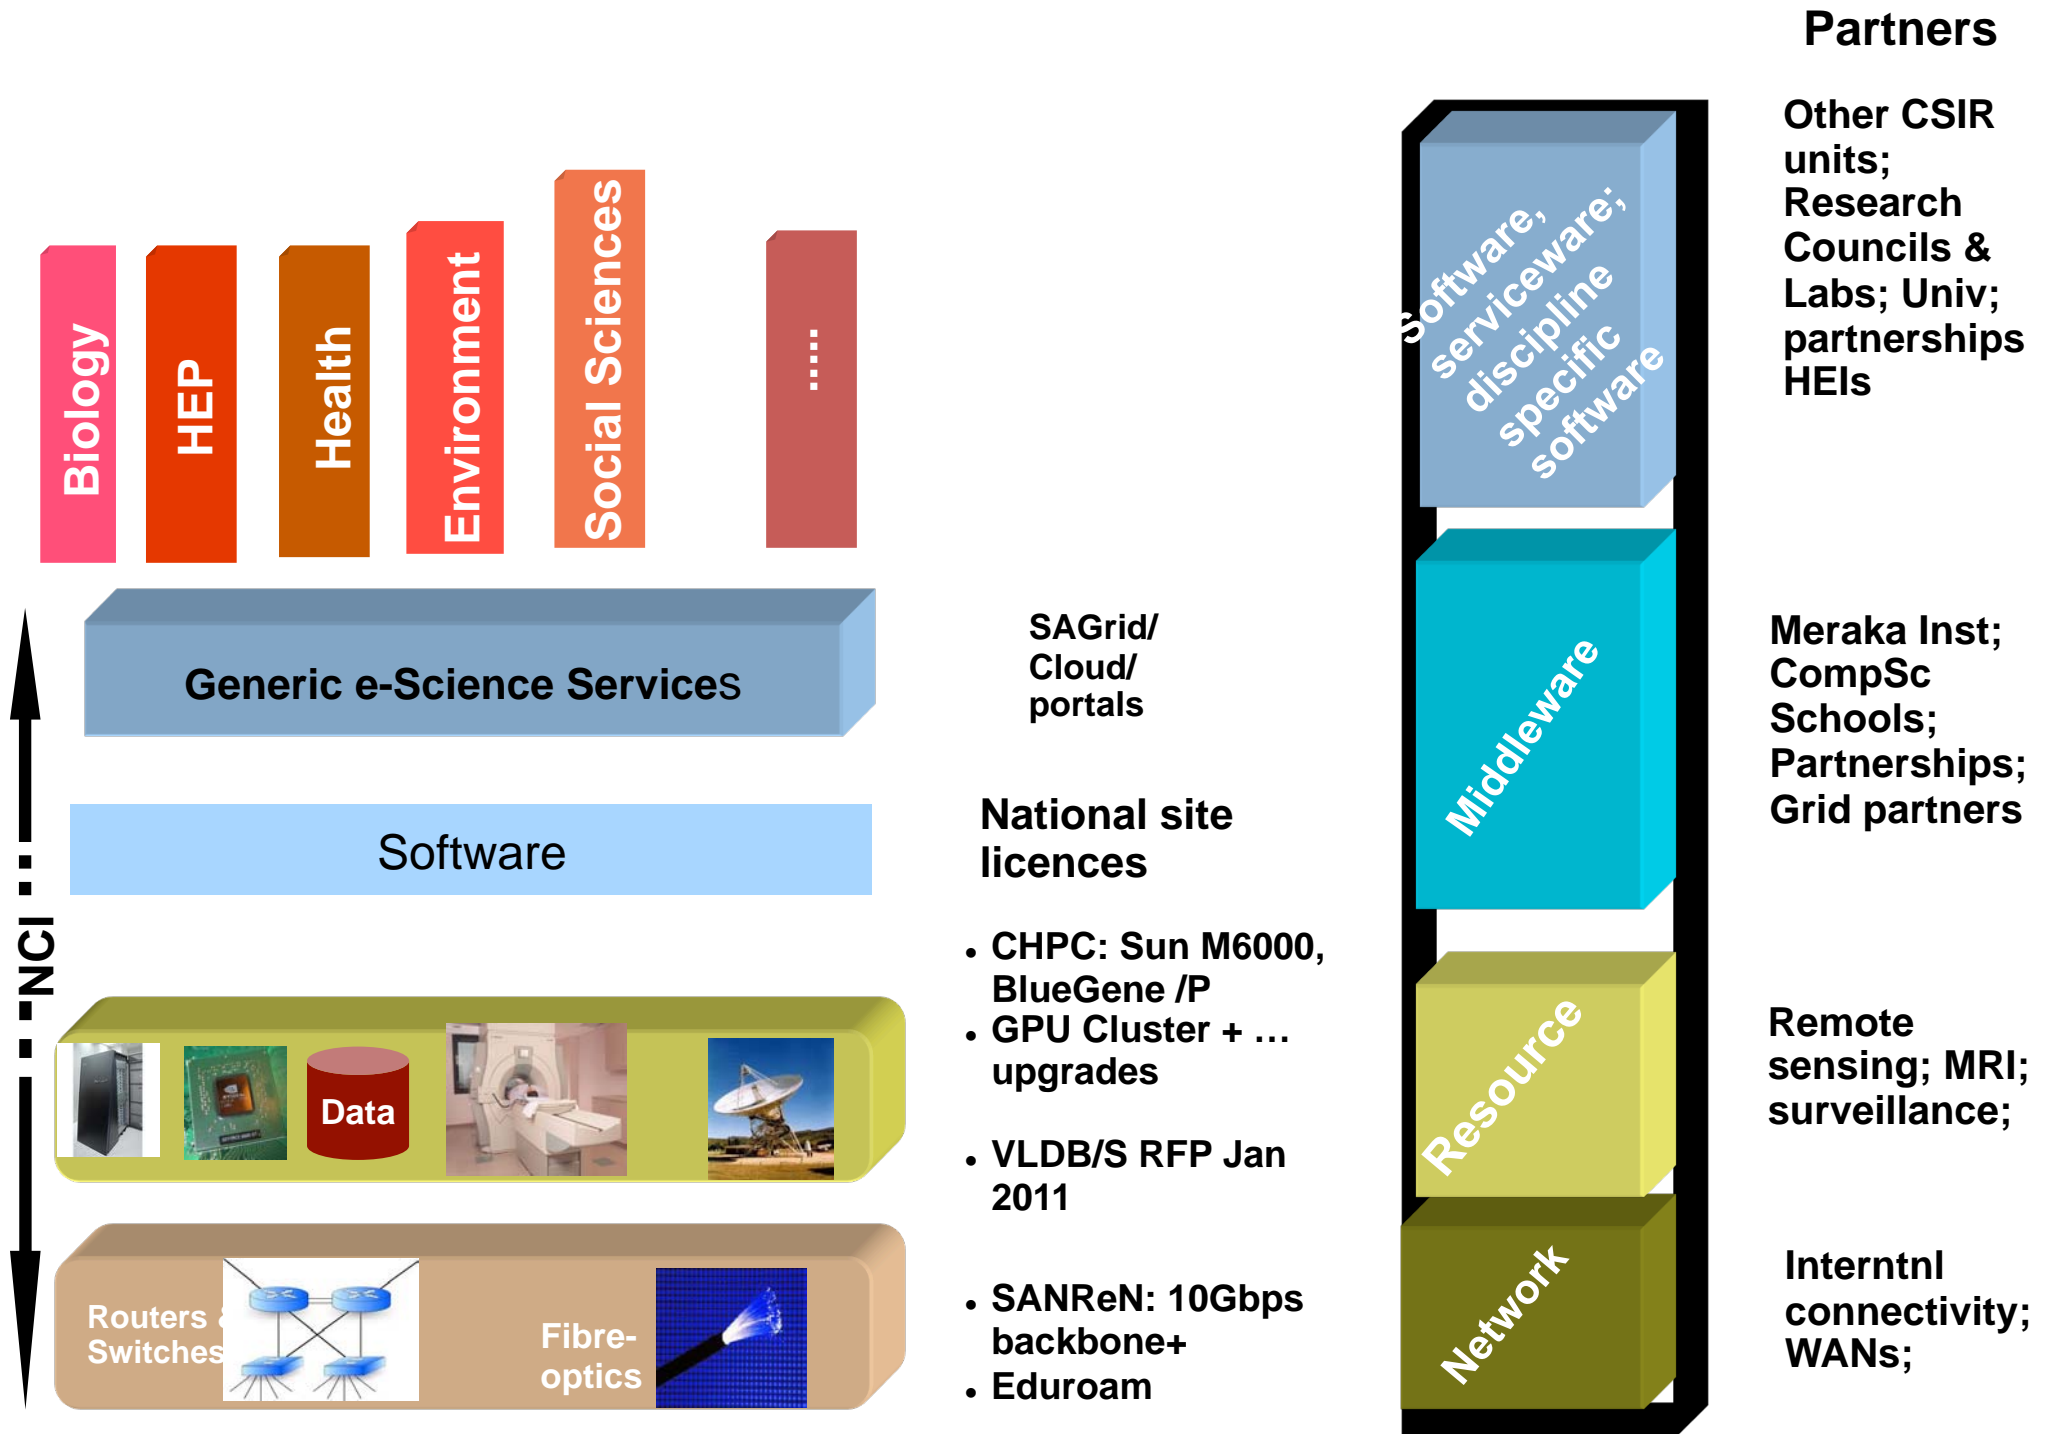 Partners
Other CSIR
units;
Research
Councils &
Labs; Univ;
partnerships
HEIs
Biology
HEP
Health
Environment
Social Sciences
.....
Software,
serviceware;
discipline
specific
software
Generic e-Science Services
SAGrid/
Cloud/
portals
Middleware
Meraka Inst;
CompSc
Schools;
Partnerships;
Grid partners
Software
National site
licences
NCI
Data
• CHPC: Sun M6000,
BlueGene /P
• GPU Cluster + …
upgrades
• VLDB/S RFP Jan
2011
Resource
Remote
sensing; MRI;
surveillance;
Routers &
Switches
Fibre-
optics
• SANReN: 10Gbps
backbone+
• Eduroam
Network
Interntnl
connectivity;
WANs;